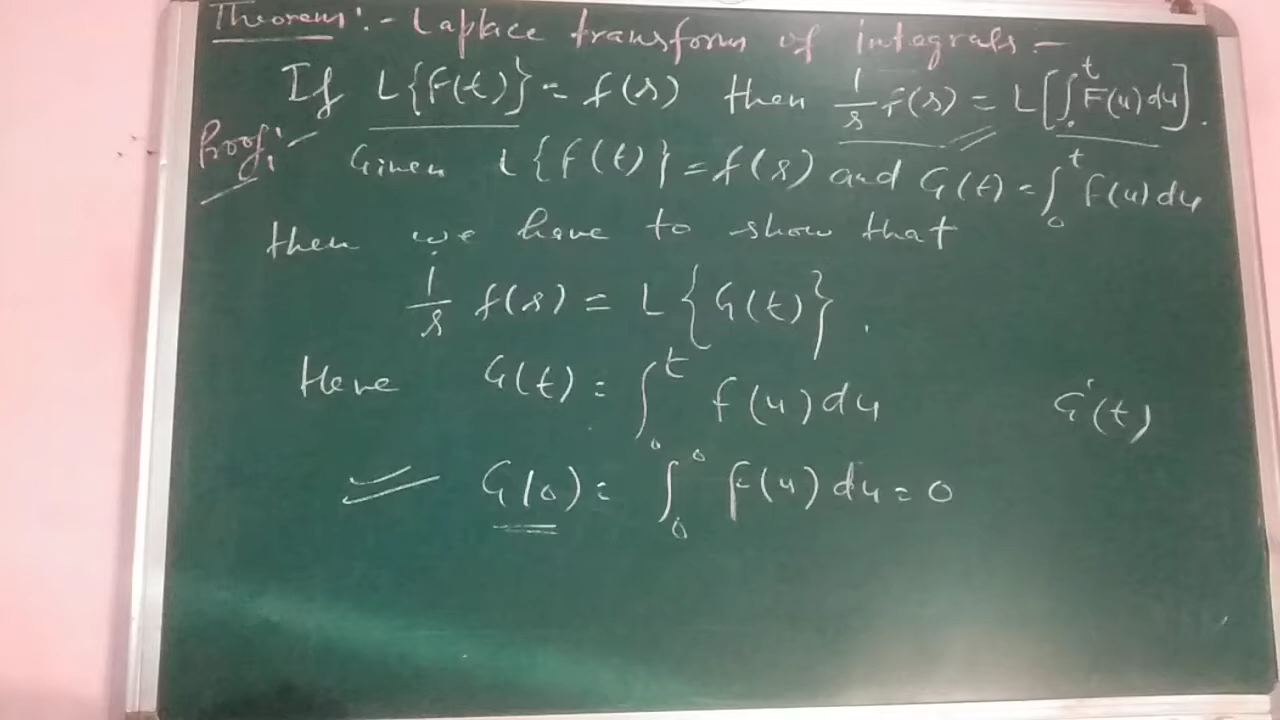 Theorem:- Laplace transform of integrals -
If L{F(t)} = f(s) then 1/s f(s) = L[∫₀ᵗ F(u) du].
Proof:- Given L{F(t)} = f(s) and G(t) = ∫₀ᵗ F(u) du
then we have to show that
1/s f(s) = L{G(t)}.
Here G(t) = ∫₀ᵗ F(u) du G'(t)
G(0) = ∫₀⁰ F(u) du = 0